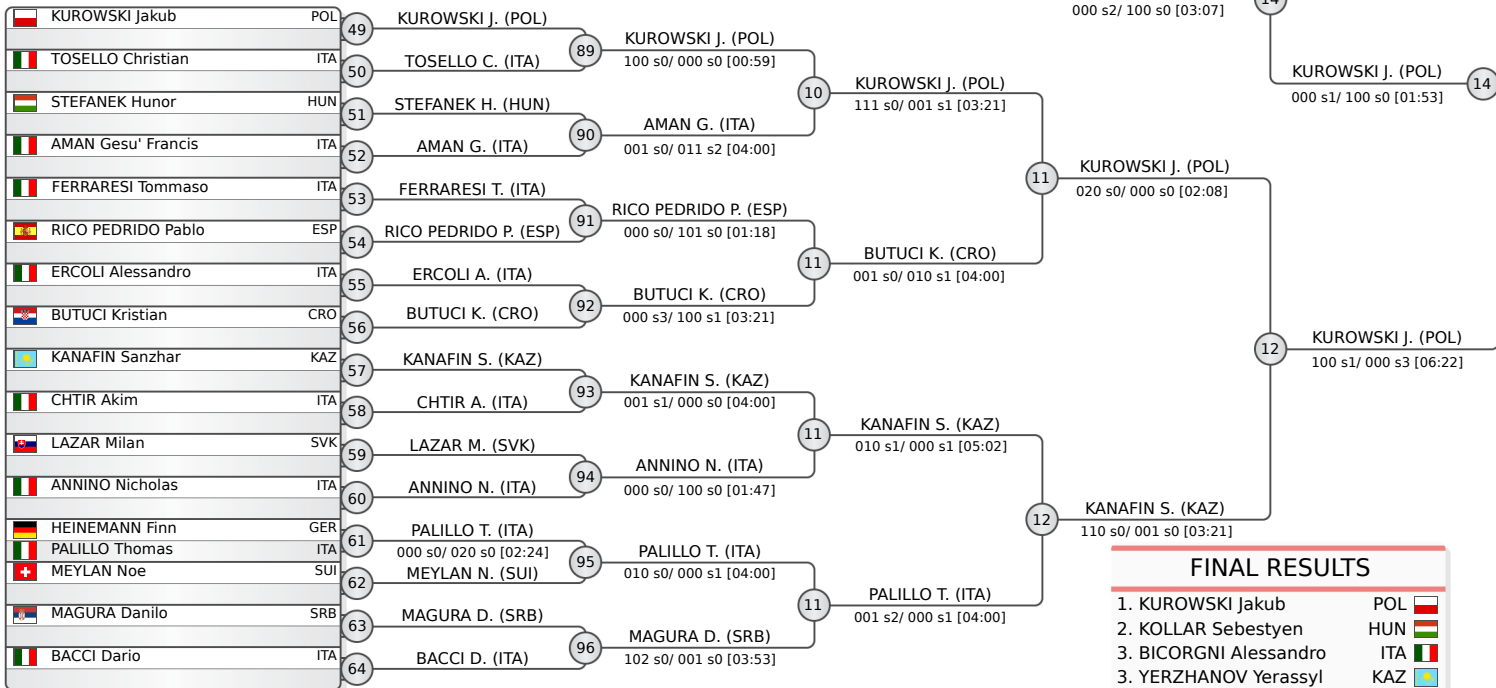 KUROWSKI Jakub POL
TOSELLO Christian ITA
STEFANEK Hunor HUN
AMAN Gesu' Francis ITA
FERRARESI Tommaso ITA
RICO PEDRIDO Pablo ESP
ERCOLI Alessandro ITA
BUTUCI Kristian CRO
KANAFIN Sanzhar KAZ
CHTIR Akim ITA
LAZAR Milan SVK
ANNINO Nicholas ITA
HEINEMANN Finn GER
PALILLO Thomas ITA
MEYLAN Noe SUI
MAGURA Danilo SRB
BACCI Dario ITA
49
50
51
52
53
54
55
56
57
58
59
60
61
62
63
64
KUROWSKI J. (POL)
TOSELLO C. (ITA)
STEFANEK H. (HUN)
AMAN G. (ITA)
FERRARESI T. (ITA)
RICO PEDRIDO P. (ESP)
ERCOLI A. (ITA)
BUTUCI K. (CRO)
KANAFIN S. (KAZ)
CHTIR A. (ITA)
LAZAR M. (SVK)
ANNINO N. (ITA)
PALILLO T. (ITA)
000 s0/ 020 s0 [02:24]
MEYLAN N. (SUI)
MAGURA D. (SRB)
BACCI D. (ITA)
89
90
91
92
93
94
95
96
KUROWSKI J. (POL)
100 s0/ 000 s0 [00:59]
AMAN G. (ITA)
001 s0/ 011 s2 [04:00]
RICO PEDRIDO P. (ESP)
000 s0/ 101 s0 [01:18]
BUTUCI K. (CRO)
000 s3/ 100 s1 [03:21]
KANAFIN S. (KAZ)
001 s1/ 000 s0 [04:00]
ANNINO N. (ITA)
000 s0/ 100 s0 [01:47]
PALILLO T. (ITA)
010 s0/ 000 s1 [04:00]
MAGURA D. (SRB)
102 s0/ 001 s0 [03:53]
10
11
11
11
KUROWSKI J. (POL)
111 s0/ 001 s1 [03:21]
BUTUCI K. (CRO)
001 s0/ 010 s1 [04:00]
KANAFIN S. (KAZ)
010 s1/ 000 s1 [05:02]
PALILLO T. (ITA)
001 s2/ 000 s1 [04:00]
11
12
000 s2/ 100 s0 [03:07]
KUROWSKI J. (POL)
020 s0/ 000 s0 [02:08]
KANAFIN S. (KAZ)
110 s0/ 001 s0 [03:21]
14
12
KUROWSKI J. (POL)
000 s1/ 100 s0 [01:53]
14
KUROWSKI J. (POL)
100 s1/ 000 s3 [06:22]
FINAL RESULTS
1. KUROWSKI Jakub POL
2. KOLLAR Sebestyen HUN
3. BICORGNI Alessandro ITA
3. YERZHANOV Yerassyl KAZ